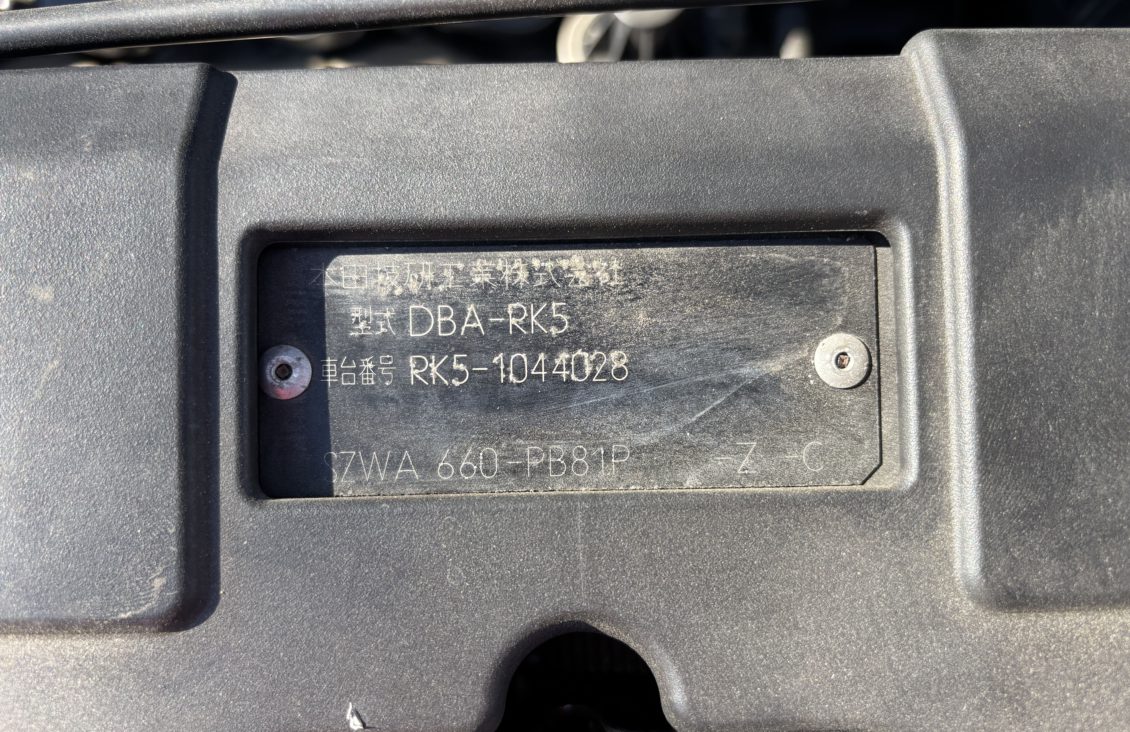 本田技研工業株式会社
型式 DBA-RK5
車台番号 RK5-1044028
SZWA 660-PB81P -Z -C